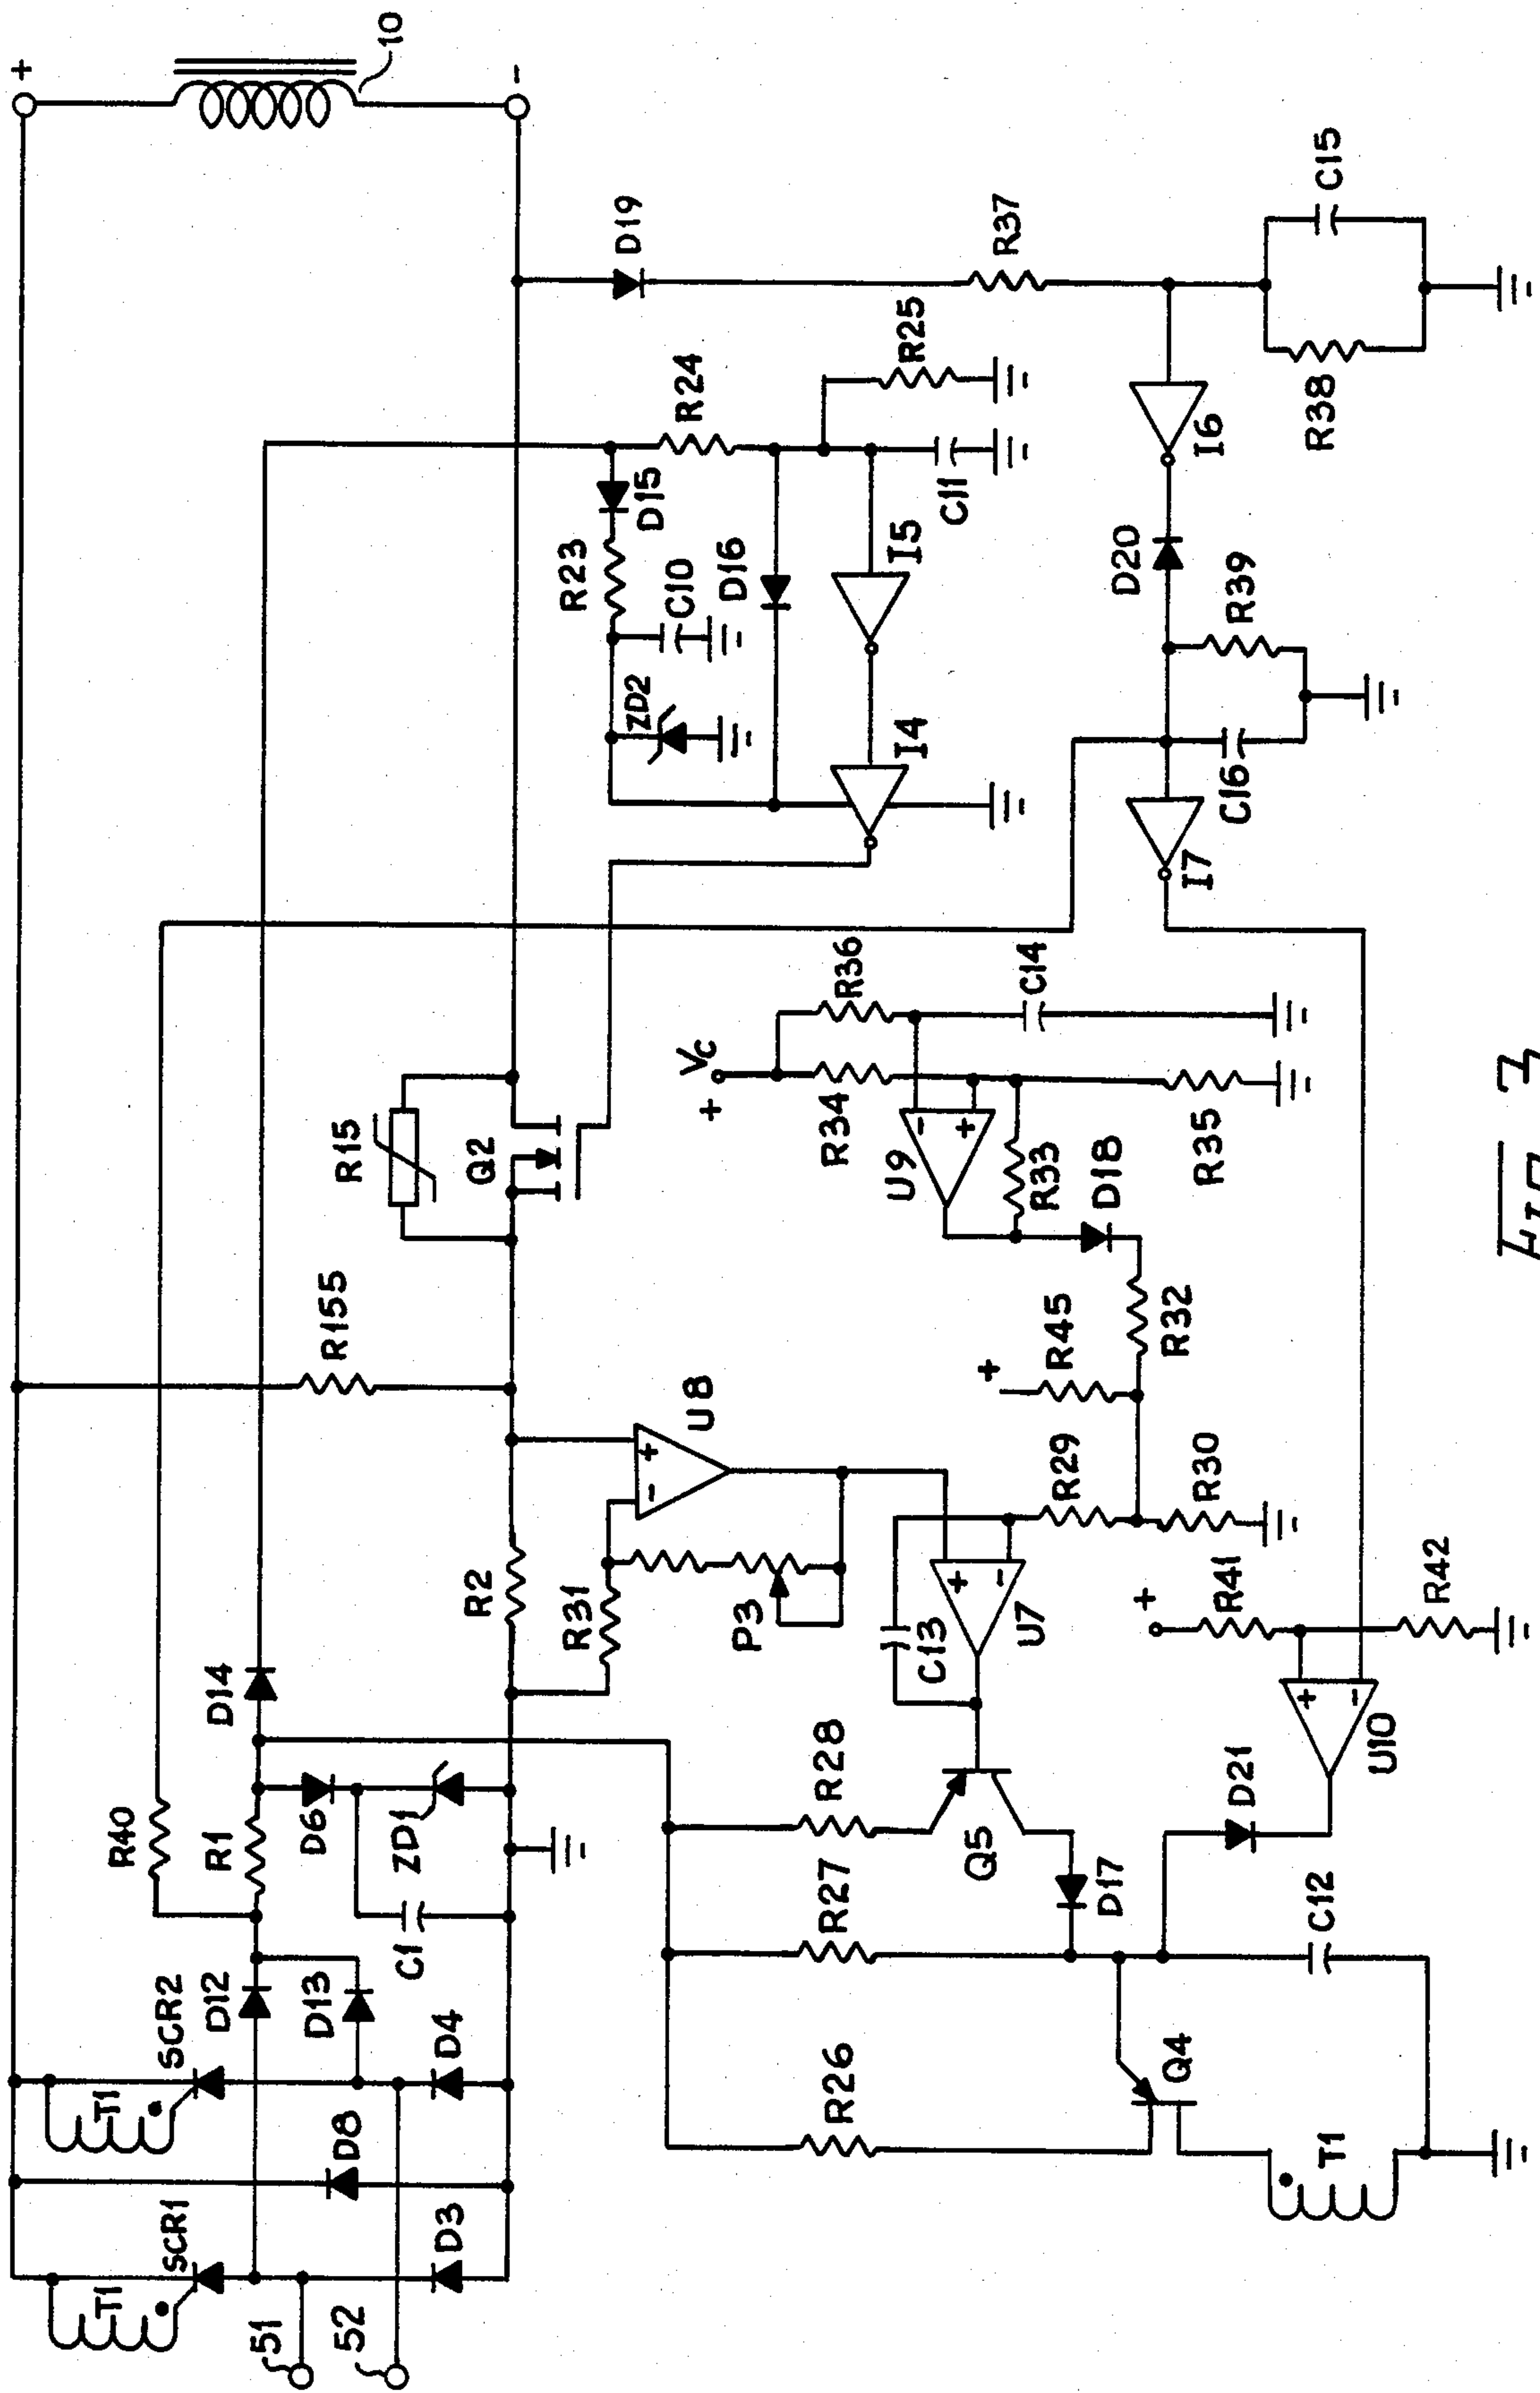 +
10
-
T1
SCR1
T1
SCR2
D8
D3
D4
51
52
D12
D13
R40
R1
D6
ZD1
C1
D14
R2
R31
P3
R155
R15
Q2
U8
+
-
D19
R37
R38
C15
R23
D15
R24
R25
C10
ZD2
D16
I5
C11
I4
I6
D20
R39
C16
I7
+
Vc
R36
C14
R34
U9
-
+
R33
R35
D18
R32
+
R45
R29
R30
C13
+
-
U7
R28
Q5
R27
D17
R26
Q4
T1
C12
D21
U10
+
-
+
R41
R42